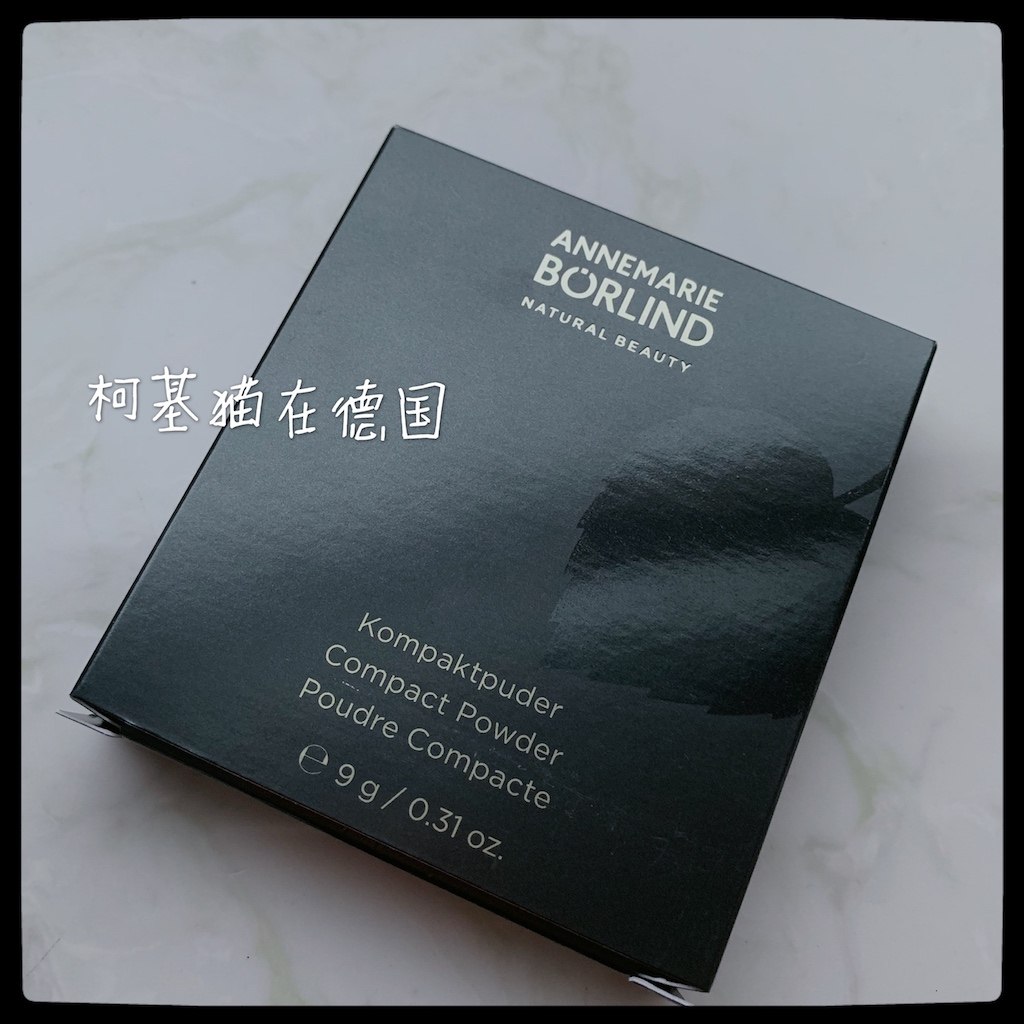 ANNEMARIE
BÖRLIND
NATURAL BEAUTY
柯基猫在德国
Kompaktpuder
Compact Powder
Poudre Compacte
℮ 9 g / 0.31 oz.